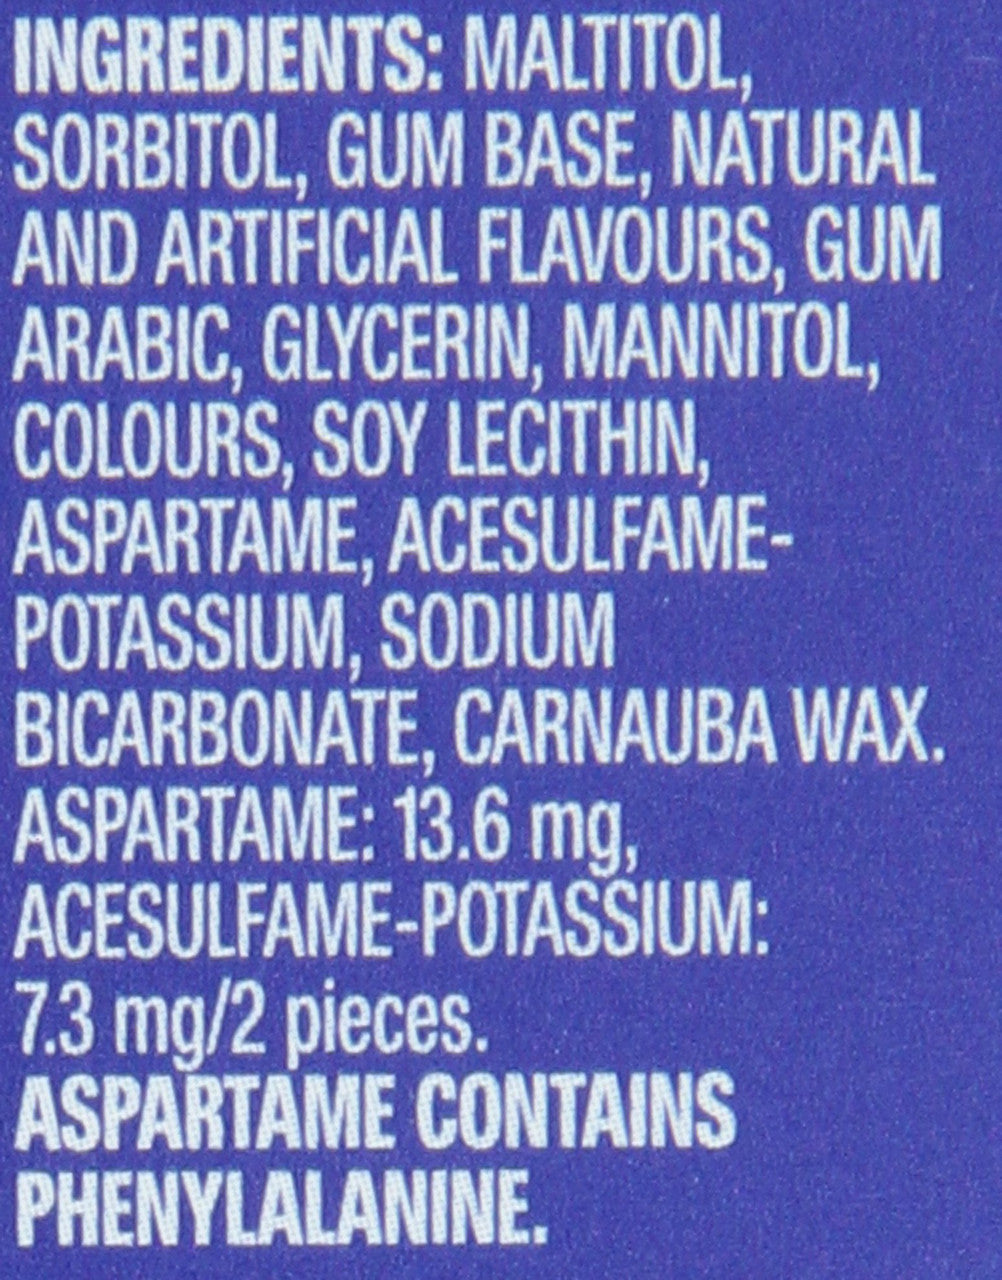 INGREDIENTS: MALTITOL,
SORBITOL, GUM BASE, NATURAL
AND ARTIFICIAL FLAVOURS, GUM
ARABIC, GLYCERIN, MANNITOL,
COLOURS, SOY LECITHIN,
ASPARTAME, ACESULFAME-
POTASSIUM, SODIUM
BICARBONATE, CARNAUBA WAX.
ASPARTAME: 13.6 mg,
ACESULFAME-POTASSIUM:
7.3 mg/2 pieces.
ASPARTAME CONTAINS
PHENYLALANINE.